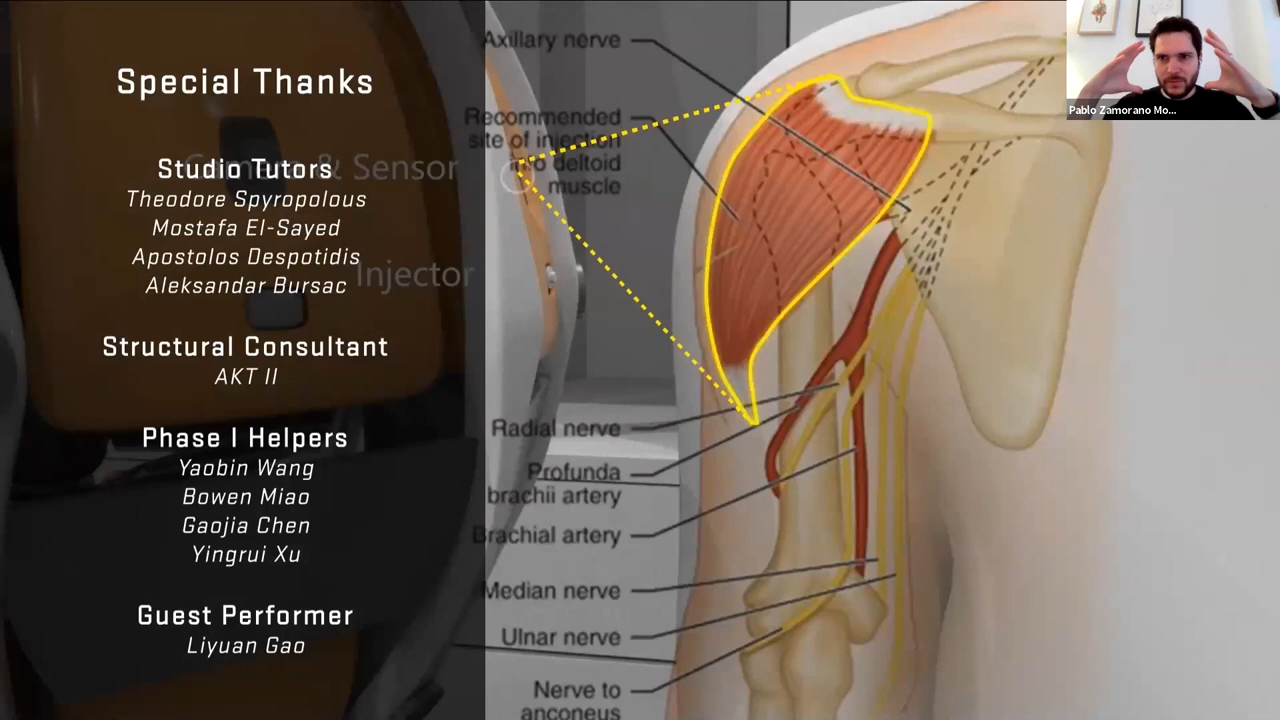 Special Thanks
Studio Tutors
Theodore Spyropolous
Mostafa El-Sayed
Apostolos Despotidis
Aleksandar Bursac
Structural Consultant
AKT II
Phase I Helpers
Yaobin Wang
Bowen Miao
Gaojia Chen
Yingrui Xu
Guest Performer
Liyuan Gao
Camera & Sensor
Injector
Axillary nerve
Recommended
site of injection
into deltoid
muscle
Radial nerve
Profunda
brachii artery
Brachial artery
Median nerve
Ulnar nerve
Nerve to
anconeus
Pablo Zamorano Mo...